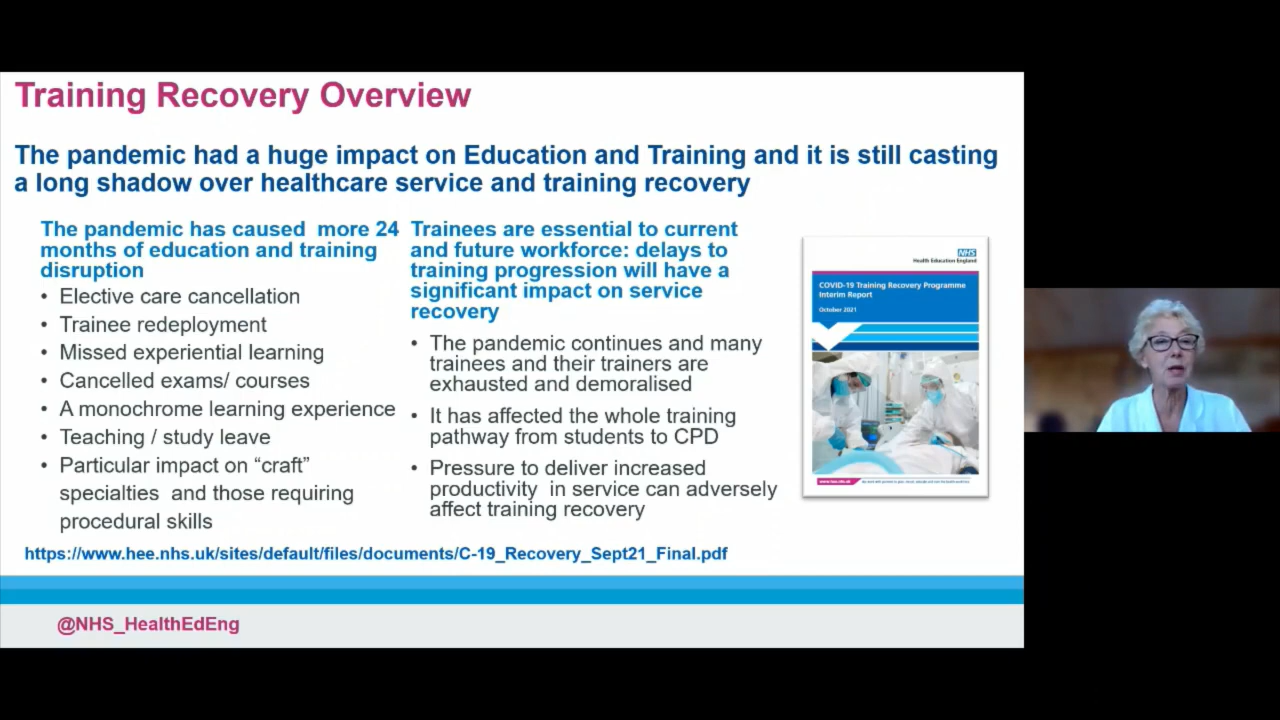 Training Recovery Overview
The pandemic had a huge impact on Education and Training and it is still casting
a long shadow over healthcare service and training recovery
The pandemic has caused  more 24
months of education and training
disruption
• Elective care cancellation
• Trainee redeployment
• Missed experiential learning
• Cancelled exams/ courses
• A monochrome learning experience
• Teaching / study leave
• Particular impact on “craft”
specialties  and those requiring
procedural skills
Trainees are essential to current
and future workforce: delays to
training progression will have a
significant impact on service
recovery
• The pandemic continues and many
trainees and their trainers are
exhausted and demoralised
• It has affected the whole training
pathway from students to CPD
• Pressure to deliver increased
productivity  in service can adversely
affect training recovery
NHS
Health Education England
COVID-19 Training Recovery Programme
Interim Report
October 2021
www.hee.nhs.uk
https://www.hee.nhs.uk/sites/default/files/documents/C-19_Recovery_Sept21_Final.pdf
@NHS_HealthEdEng